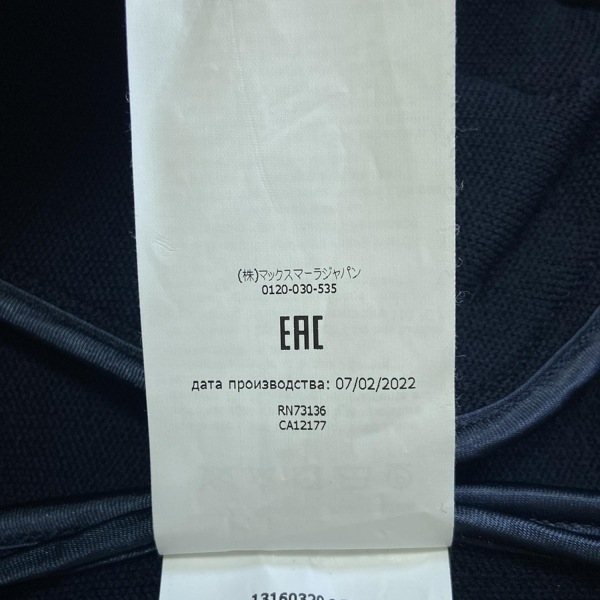 (株)マックスマーラジャパン
0120-030-535
EAC
дата производства: 07/02/2022
RN73136
CA12177